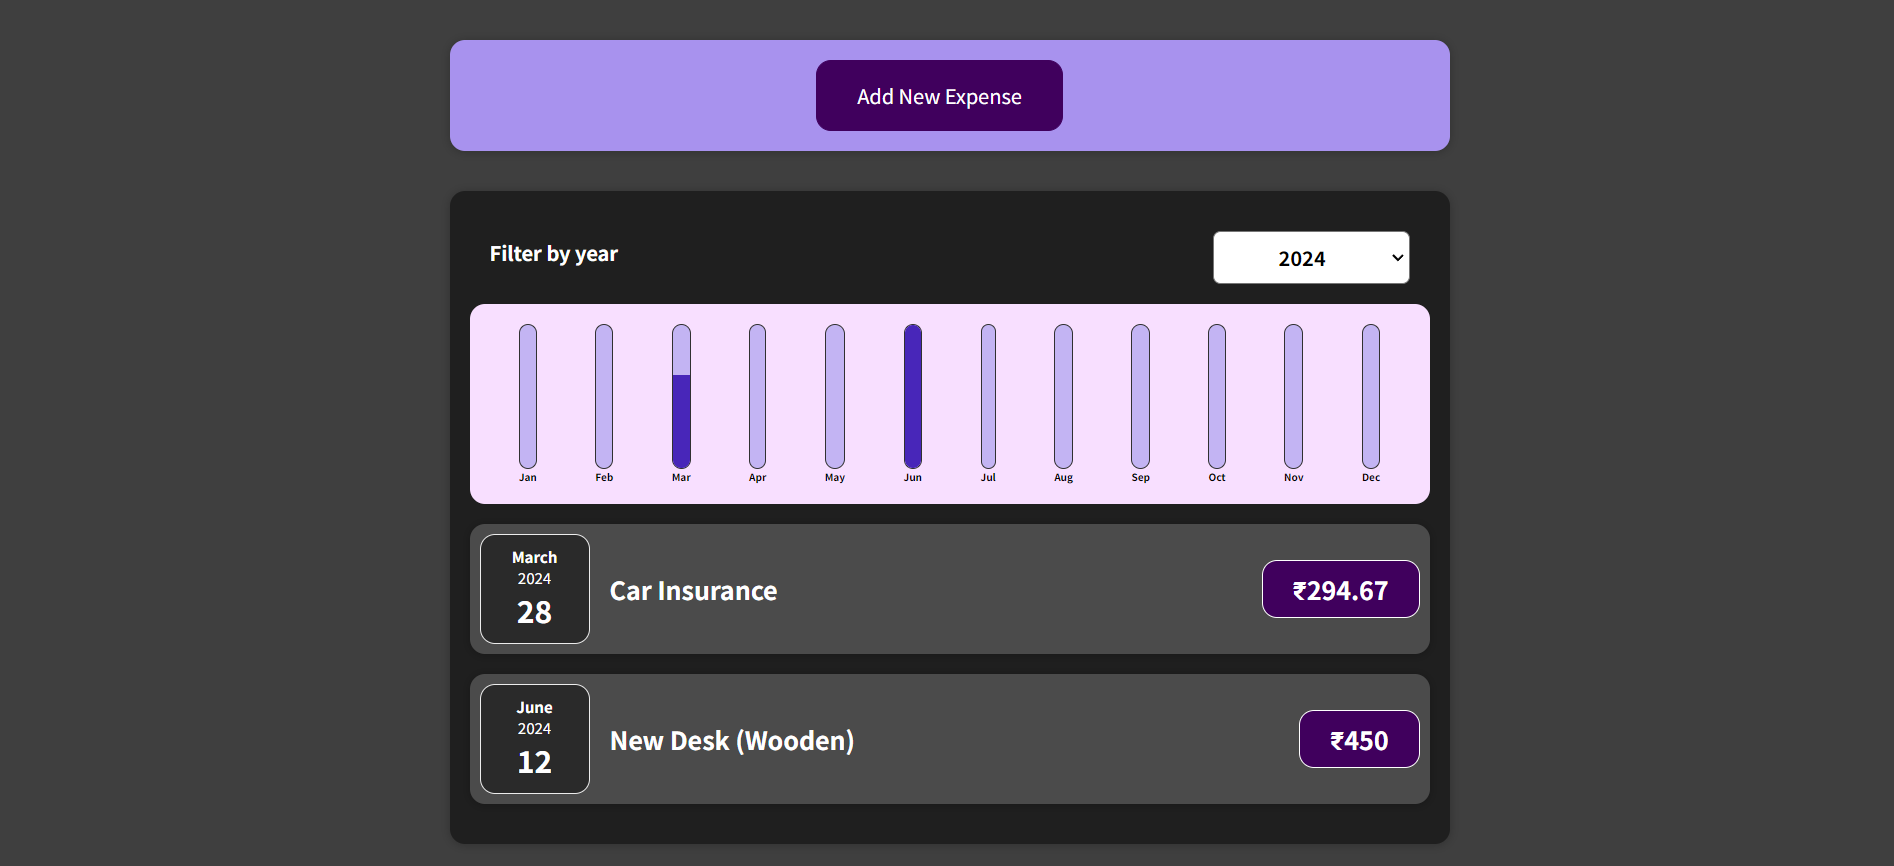 Add New Expense
Filter by year
2024
Jan Feb Mar Apr May Jun Jul Aug Sep Oct Nov Dec
March
2024
28
Car Insurance
₹294.67
June
2024
12
New Desk (Wooden)
₹450